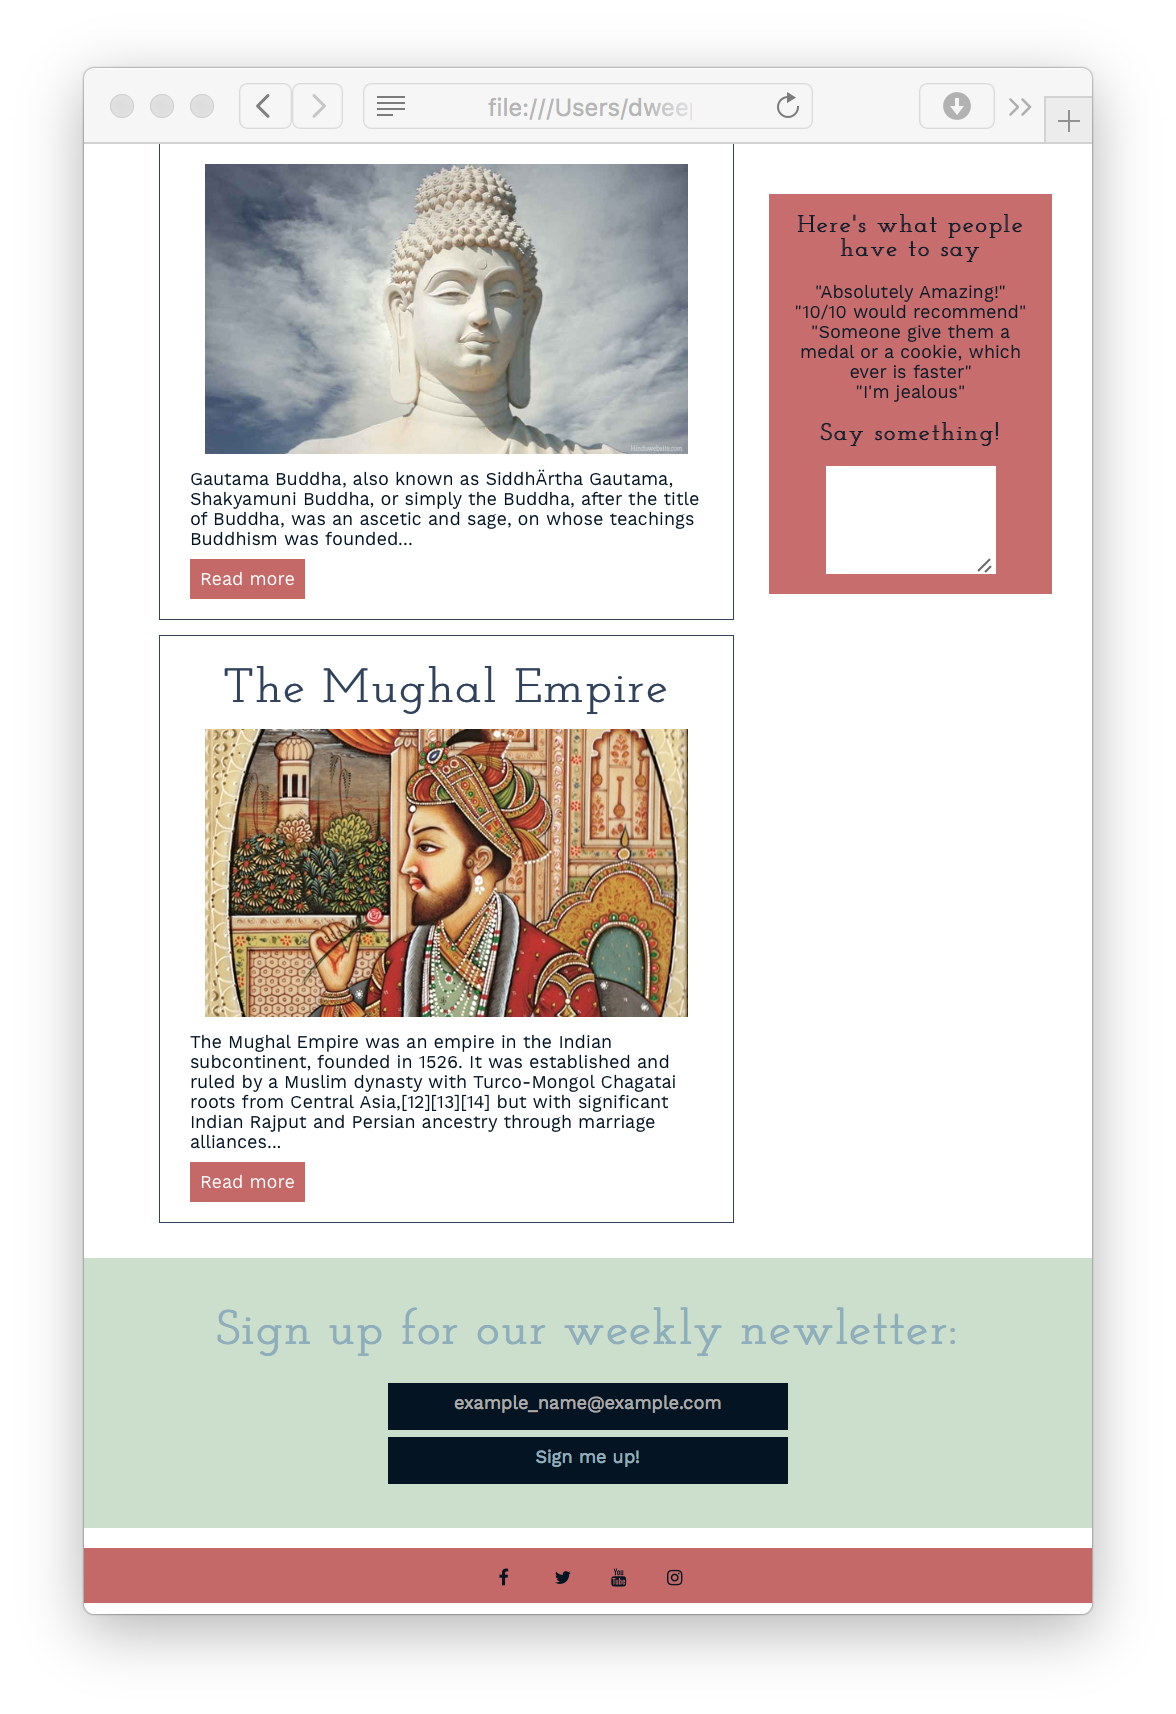 file:///Users/dweep
Hinduwebsite.com
Gautama Buddha, also known as SiddhÄrtha Gautama,
Shakyamuni Buddha, or simply the Buddha, after the title
of Buddha, was an ascetic and sage, on whose teachings
Buddhism was founded...
Read more
The Mughal Empire
The Mughal Empire was an empire in the Indian
subcontinent, founded in 1526. It was established and
ruled by a Muslim dynasty with Turco-Mongol Chagatai
roots from Central Asia,[12][13][14] but with significant
Indian Rajput and Persian ancestry through marriage
alliances...
Read more
Here's what people
have to say
"Absolutely Amazing!"
"10/10 would recommend"
"Someone give them a
medal or a cookie, which
ever is faster"
"I'm jealous"
Say something!
Sign up for our weekly newletter:
example_name@example.com
Sign me up!
You
Tube